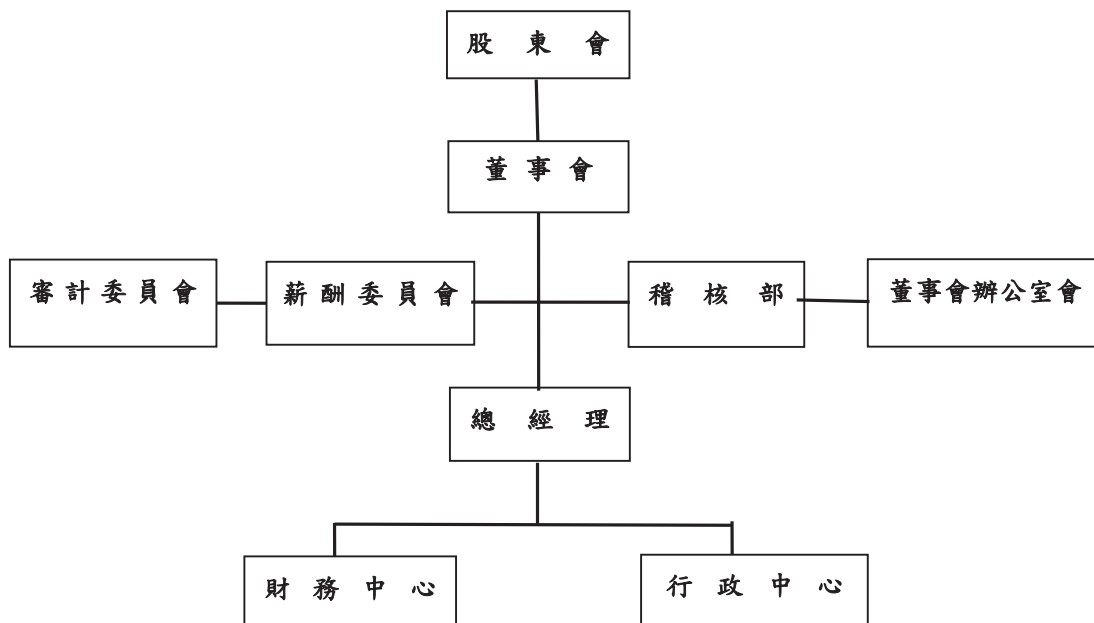 股東會
董事會
審計委員會
薪酬委員會
稽核部
董事會辦公室會
總經理
財務中心
行政中心